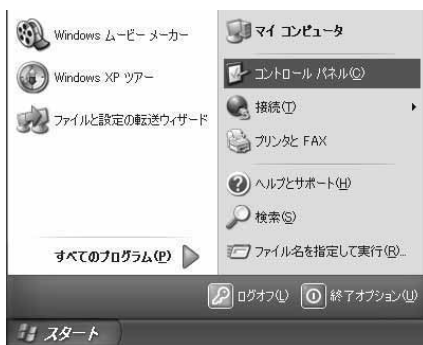 Windows ムービー メーカー
Windows XP ツアー
ファイルと設定の転送ウィザード
すべてのプログラム(P)
マイ コンピュータ
コントロール パネル(C)
接続(T)
プリンタと FAX
ヘルプとサポート(H)
検索(S)
ファイル名を指定して実行(R)...
ログオフ(L)
終了オプション(U)
スタート